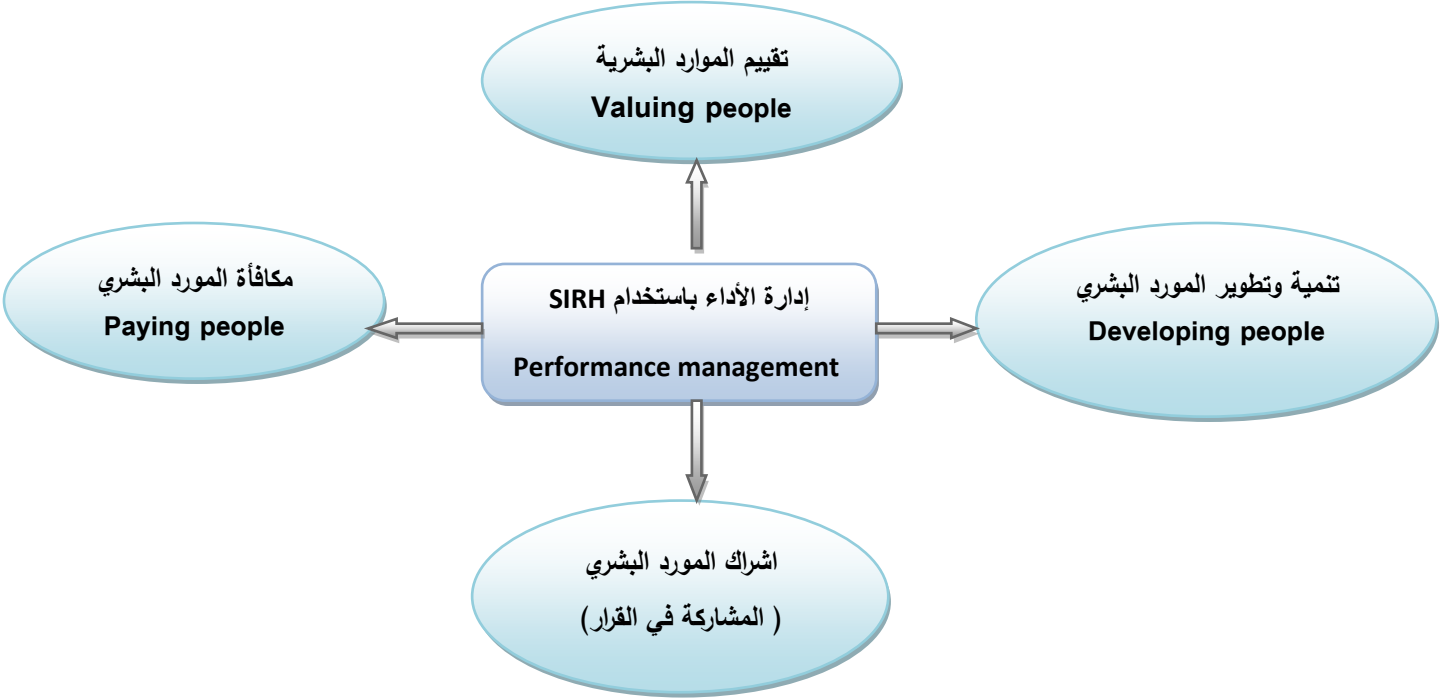 تقييم الموارد البشرية
Valuing people
مكافأة المورد البشري
Paying people
إدارة الأداء باستخدام SIRH
Performance management
تنمية وتطوير المورد البشري
Developing people
اشراك المورد البشري
( المشاركة في القرار)